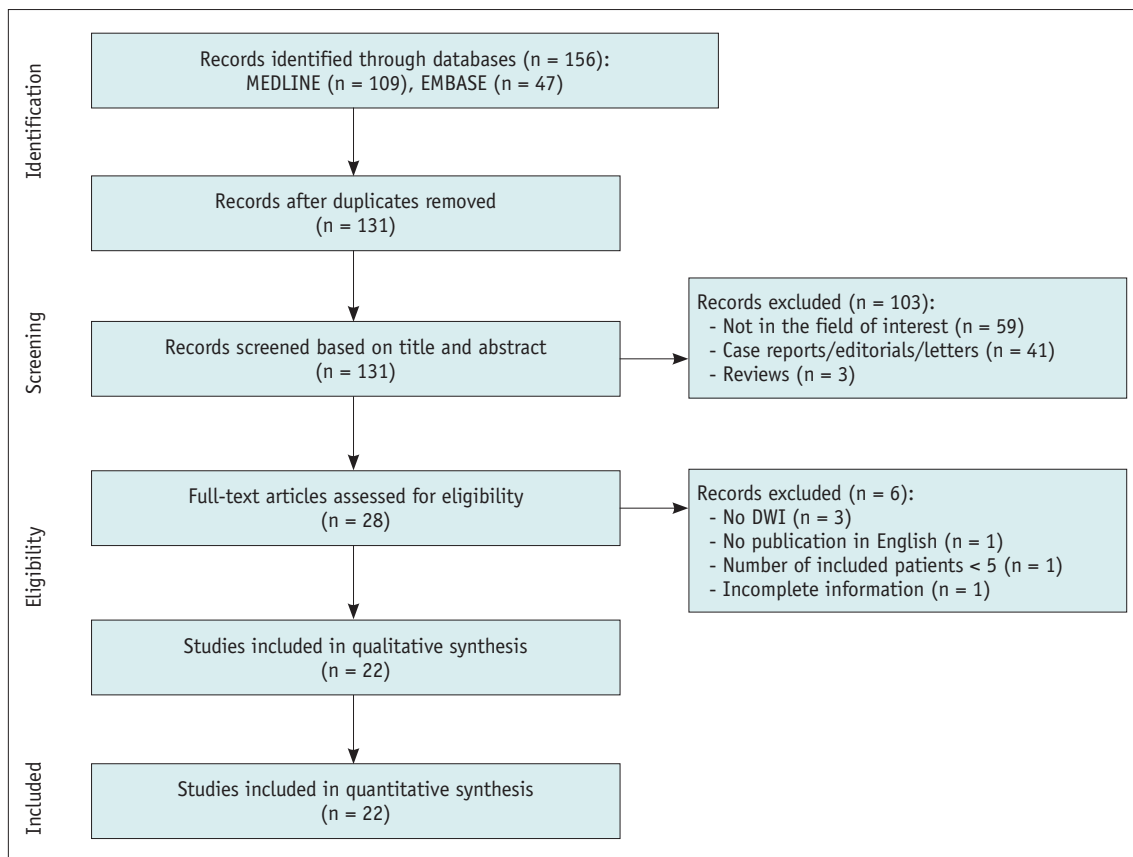 Identification
Records identified through databases (n = 156):
MEDLINE (n = 109), EMBASE (n = 47)
Records after duplicates removed
(n = 131)
Screening
Records screened based on title and abstract
(n = 131)
Records excluded (n = 103):
- Not in the field of interest (n = 59)
- Case reports/editorials/letters (n = 41)
- Reviews (n = 3)
Eligibility
Full-text articles assessed for eligibility
(n = 28)
Records excluded (n = 6):
- No DWI (n = 3)
- No publication in English (n = 1)
- Number of included patients < 5 (n = 1)
- Incomplete information (n = 1)
Studies included in qualitative synthesis
(n = 22)
Included
Studies included in quantitative synthesis
(n = 22)